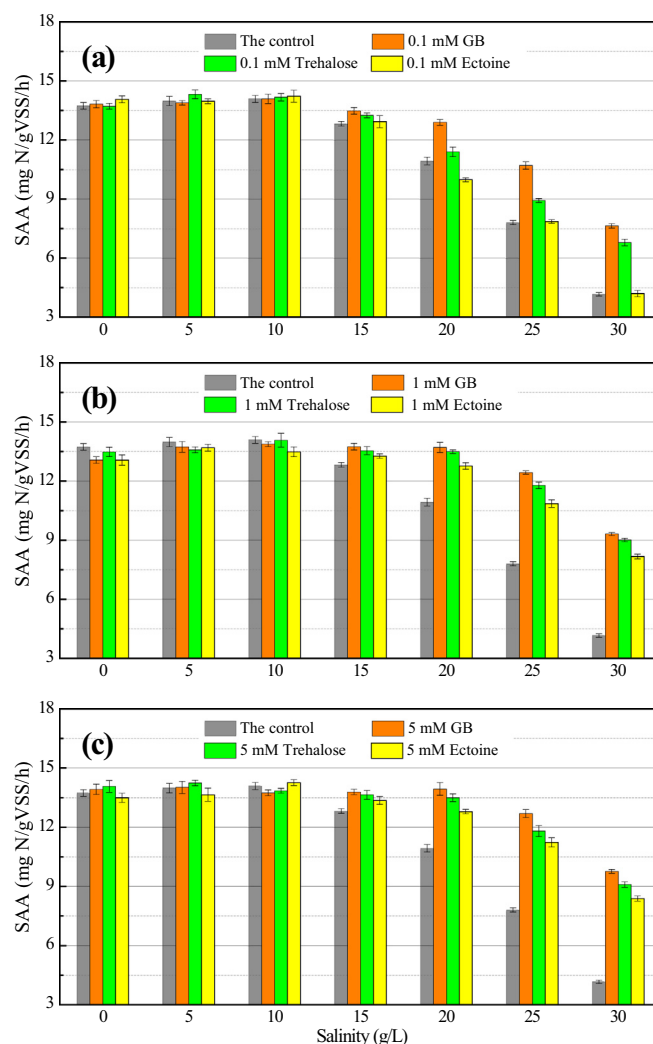 18
(a)
The control
0.1 mM GB
0.1 mM Trehalose
0.1 mM Ectoine
15
12
9
6
3
SAA (mg N/gVSS/h)
0 5 10 15 20 25 30
18
(b)
The control
1 mM GB
1 mM Trehalose
1 mM Ectoine
15
12
9
6
3
SAA (mg N/gVSS/h)
0 5 10 15 20 25 30
18
(c)
The control
5 mM GB
5 mM Trehalose
5 mM Ectoine
15
12
9
6
3
SAA (mg N/gVSS/h)
0 5 10 15 20 25 30
Salinity (g/L)